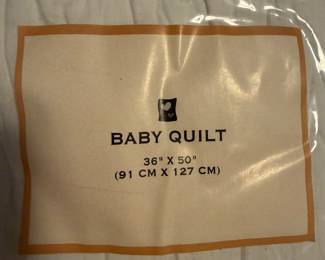 BABY QUILT
36" X 50"
(91 CM X 127 CM)